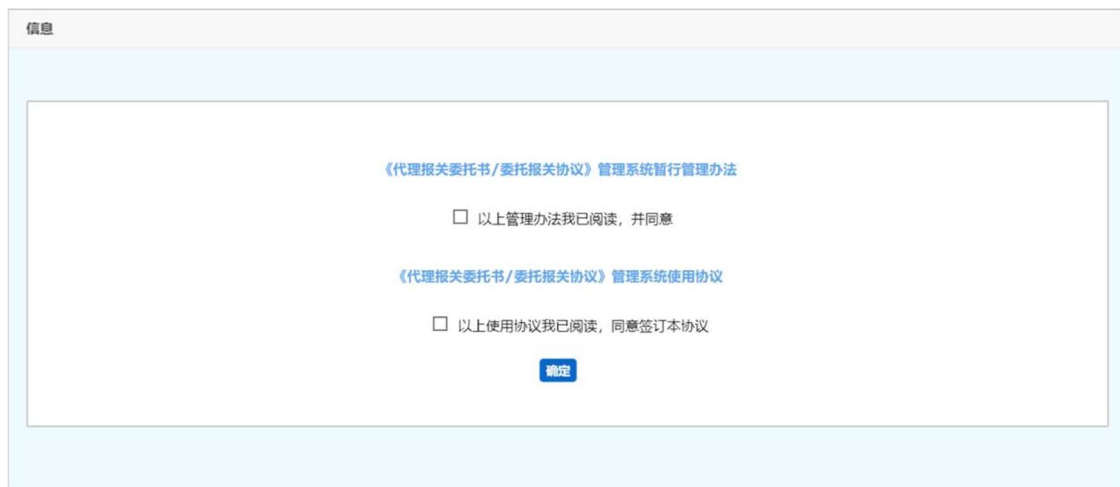 信息
《代理报关委托书/委托报关协议》管理系统暂行管理办法
以上管理办法我已阅读，并同意
《代理报关委托书/委托报关协议》管理系统使用协议
以上使用协议我已阅读，同意签订本协议
确定